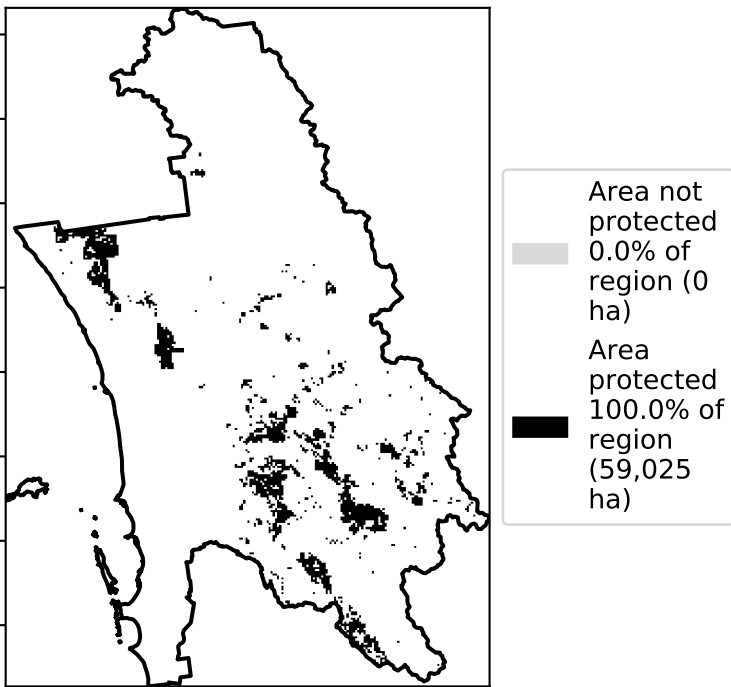 Area not
protected
0.0% of
region (0
ha)
Area
protected
100.0% of
region
(59,025
ha)